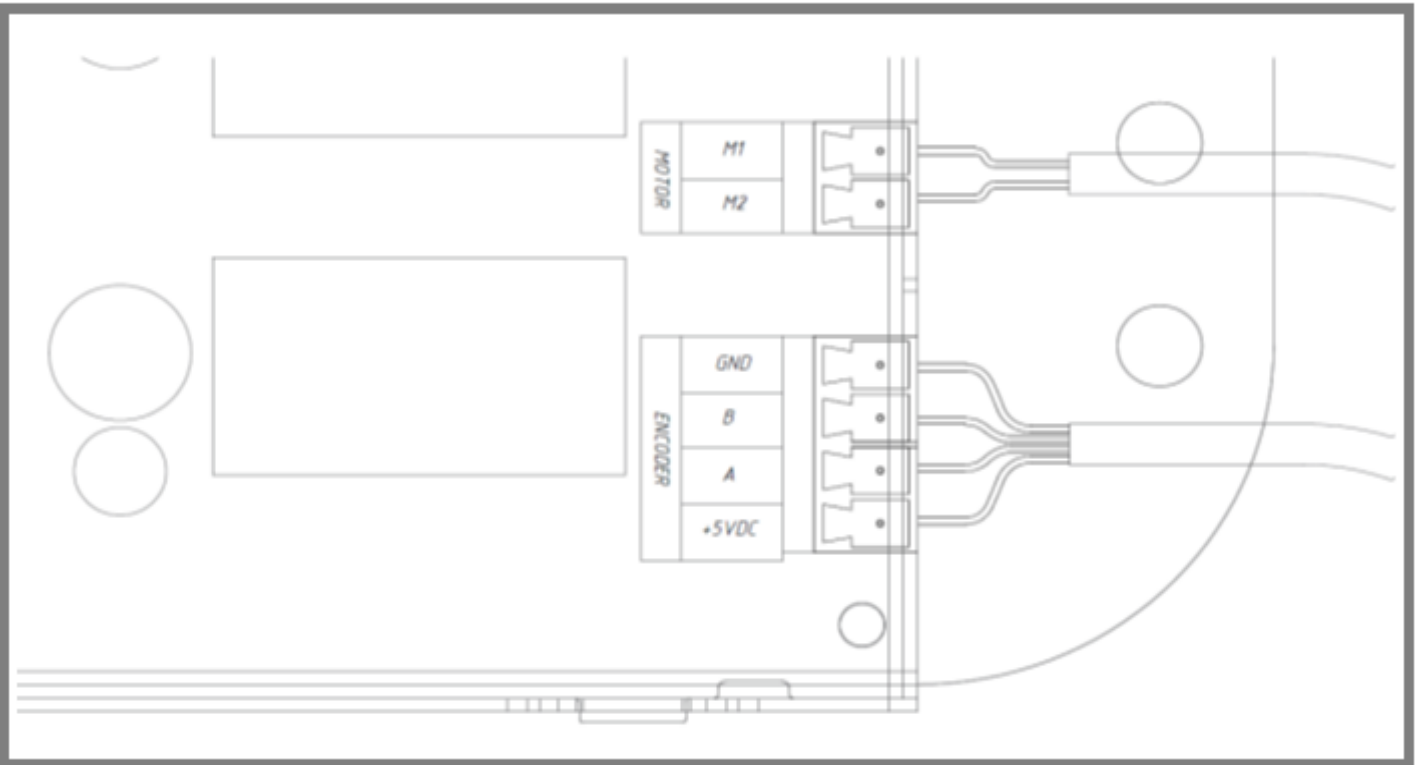 MOTOR
M1
M2
ENCODER
GND
B
A
+5VDC